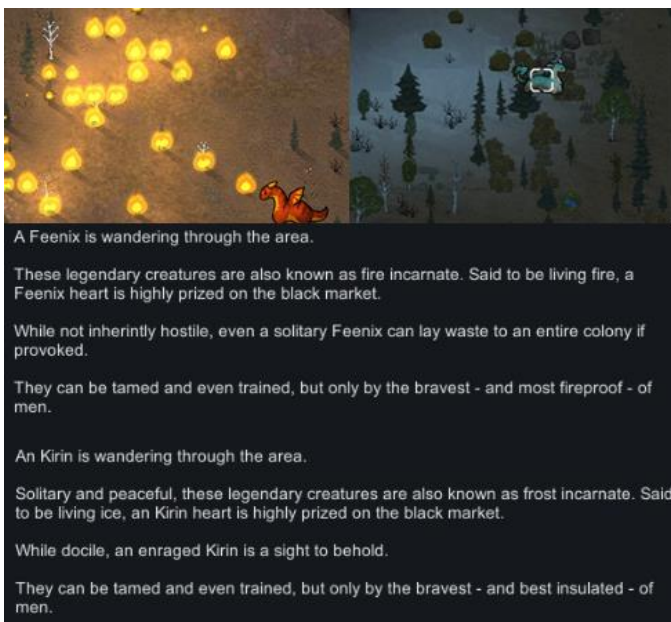 A Feenix is wandering through the area.
These legendary creatures are also known as fire incarnate. Said to be living fire, a
Feenix heart is highly prized on the black market.
While not inherintly hostile, even a solitary Feenix can lay waste to an entire colony if
provoked.
They can be tamed and even trained, but only by the bravest - and most fireproof - of
men.
An Kirin is wandering through the area.
Solitary and peaceful, these legendary creatures are also known as frost incarnate. Said
to be living ice, an Kirin heart is highly prized on the black market.
While docile, an enraged Kirin is a sight to behold.
They can be tamed and even trained, but only by the bravest - and best insulated - of
men.